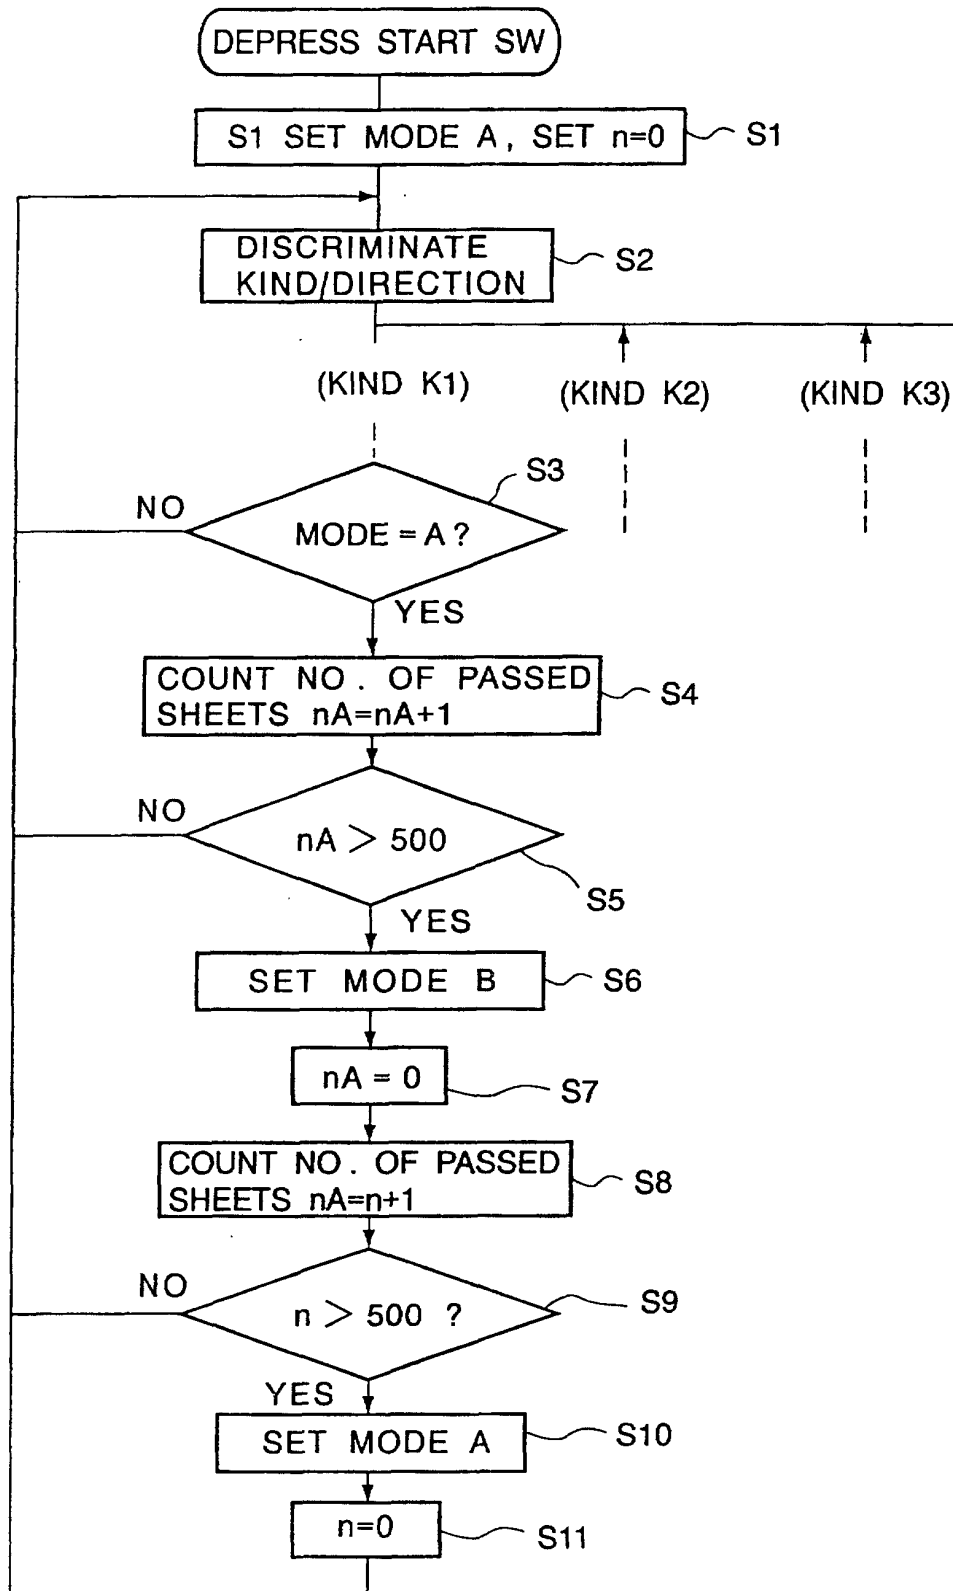 DEPRESS START SW
S1 SET MODE A, SET n=0
S1
DISCRIMINATE
KIND/DIRECTION
S2
(KIND K1)
(KIND K2)
(KIND K3)
S3
NO
MODE = A ?
YES
COUNT NO. OF PASSED
SHEETS nA=nA+1
S4
NO
nA > 500
S5
YES
SET MODE B
S6
nA = 0
S7
COUNT NO. OF PASSED
SHEETS nA=n+1
S8
NO
n > 500 ?
S9
YES
SET MODE A
S10
n=0
S11